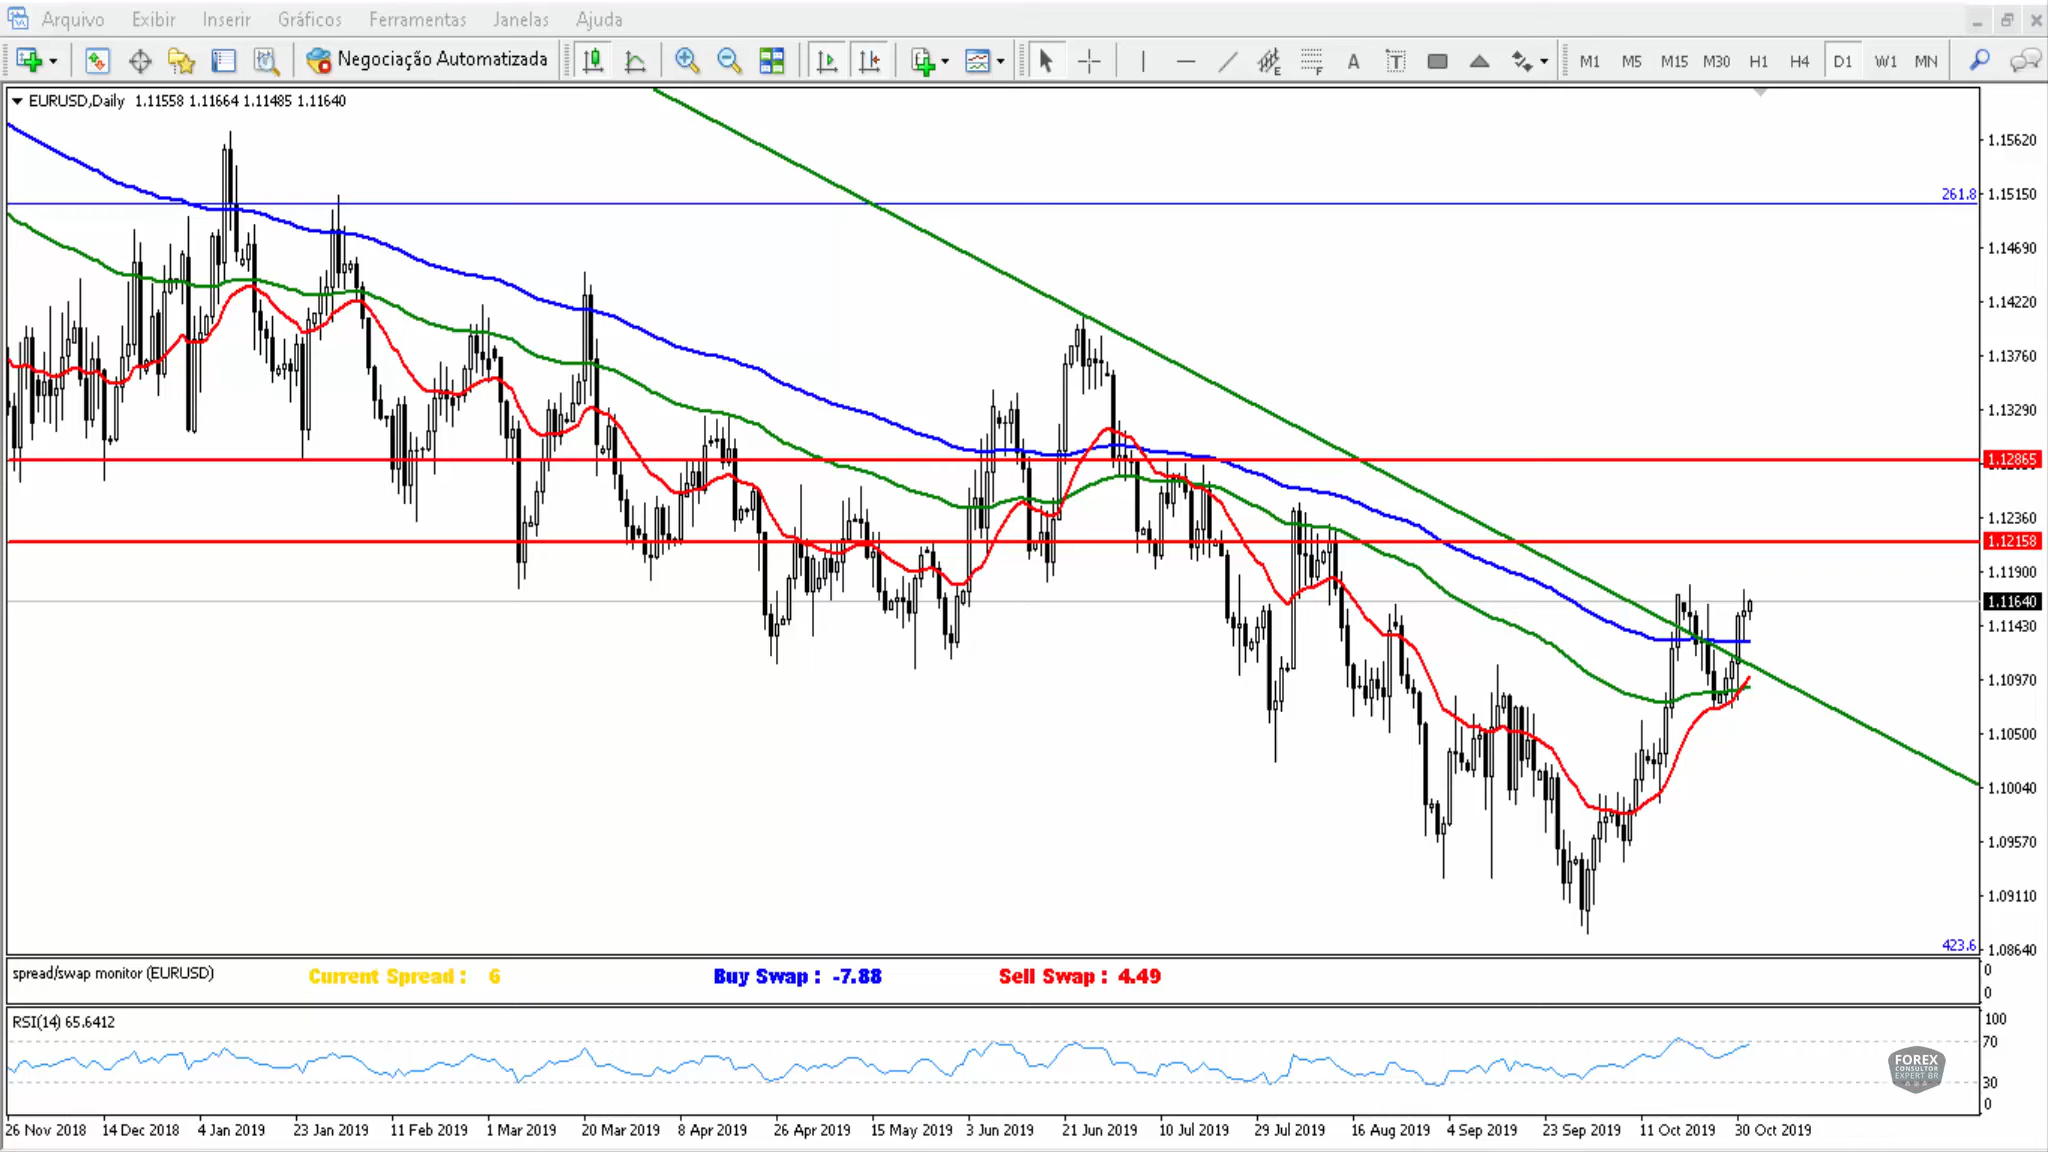 Arquivo Exibir Inserir Gráficos Ferramentas Janelas Ajuda
Negociação Automatizada
E F A T M1 M5 M15 M30 H1 H4 D1 W1 MN
EURUSD,Daily 1.11558 1.11664 1.11485 1.11640
1.15620
261.8
1.15150
1.14690
1.14220
1.13760
1.13290
1.12865
1.12360
1.12158
1.11900
1.11640
1.11430
1.10970
1.10500
1.10040
1.09570
1.09110
423.6
1.08640
spread/swap monitor (EURUSD) Current Spread : 6 Buy Swap : -7.88 Sell Swap : 4.49
0
0
RSI(14) 65.6412
100
70
30
0
FOREX
CONSULTOR
EXPERT BR
26 Nov 2018 14 Dec 2018 4 Jan 2019 23 Jan 2019 11 Feb 2019 1 Mar 2019 20 Mar 2019 8 Apr 2019 26 Apr 2019 15 May 2019 3 Jun 2019 21 Jun 2019 10 Jul 2019 29 Jul 2019 16 Aug 2019 4 Sep 2019 23 Sep 2019 11 Oct 2019 30 Oct 2019